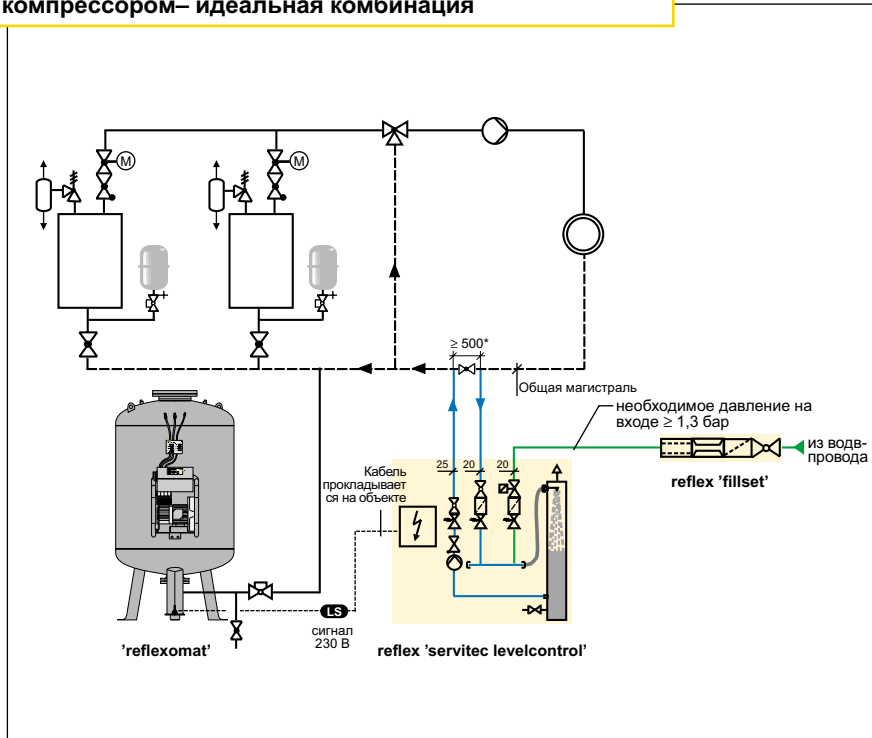 компрессором– идеальная комбинация
M
M
≥ 500*
Общая магистраль
необходимое давление на
входе ≥ 1,3 бар
из водв-
провода
reflex 'fillset'
Кабель
прокладывает
ся на объекте
25
20
20
LS
сигнал
230 В
'reflexomat'
reflex 'servitec levelcontrol'